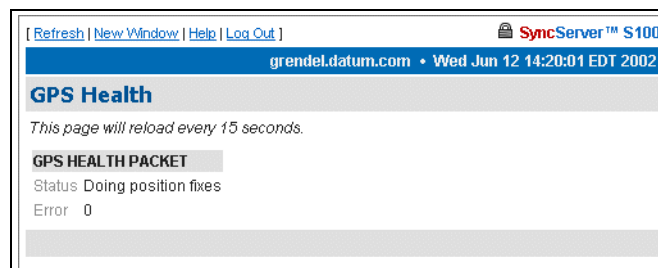 [ Refresh | New Window | Help | Log Out ] SyncServer™ S100
grendel.datum.com • Wed Jun 12 14:20:01 EDT 2002
GPS Health
This page will reload every 15 seconds.
GPS HEALTH PACKET
Status Doing position fixes
Error 0